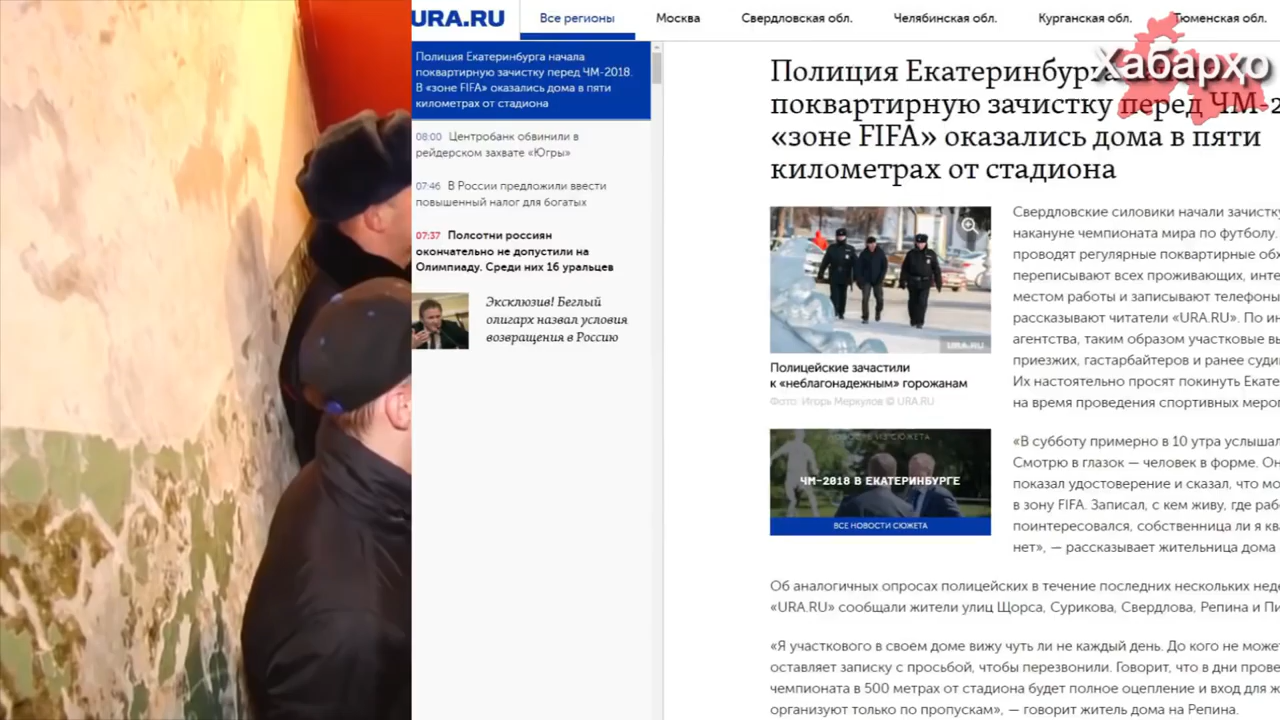 URA.RU
Все регионы
Москва
Свердловская обл.
Челябинская обл.
Курганская обл.
Тюменская обл.
Хабарҳо
Полиция Екатеринбурга начала
поквартирную зачистку перед ЧМ-2018.
В «зоне FIFA» оказались дома в пяти
километрах от стадиона
08:00 Центробанк обвинили в
рейдерском захвате «Югры»
07:46 В России предложили ввести
повышенный налог для богатых
07:37 Полсотни россиян
окончательно не допустили на
Олимпиаду. Среди них 16 уральцев
Эксклюзив! Беглый
олигарх назвал условия
возвращения в Россию
Полиция Екатеринбурга
поквартирную зачистку перед ЧМ-2
«зоне FIFA» оказались дома в пяти
километрах от стадиона
URA.RU
Полицейские зачастили
к «неблагонадежным» горожанам
Фото: Игорь Меркулов © URA.RU
НОВОСТЬ ИЗ СЮЖЕТА
ЧМ-2018 В ЕКАТЕРИНБУРГЕ
ВСЕ НОВОСТИ СЮЖЕТА
Свердловские силовики начали зачистку
накануне чемпионата мира по футболу.
проводят регулярные поквартирные обх
переписывают всех проживающих, инте
местом работы и записывают телефоны
рассказывают читатели «URA.RU». По ин
агентства, таким образом участковые вы
приезжих, гастарбайтеров и ранее суди
Их настоятельно просят покинуть Екате
на время проведения спортивных мероп
«В субботу примерно в 10 утра услышал
Смотрю в глазок — человек в форме. Он
показал удостоверение и сказал, что мо
в зону FIFA. Записал, с кем живу, где раб
поинтересовался, собственница ли я ква
нет», — рассказывает жительница дома
Об аналогичных опросах полицейских в течение последних нескольких неде
«URA.RU» сообщали жители улиц Щорса, Сурикова, Свердлова, Репина и Пи
«Я участкового в своём доме вижу чуть ли не каждый день. До кого не може
оставляет записку с просьбой, чтобы перезвонили. Говорит, что в дни прове
чемпионата в 500 метрах от стадиона будет полное оцепление и вход для ж
организуют только по пропускам», — говорит житель дома на Репина.